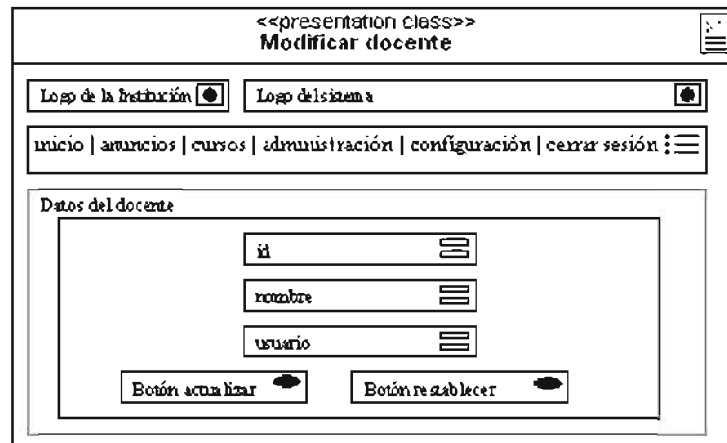 <<presentation class>>
Modificar docente
Logo de la Institución
Logo del sistema
inicio | anuncios | cursos | administración | configuración | cerrar sesión
Datos del docente
id
nombre
usuario
Botón actualizar
Botón restablecer